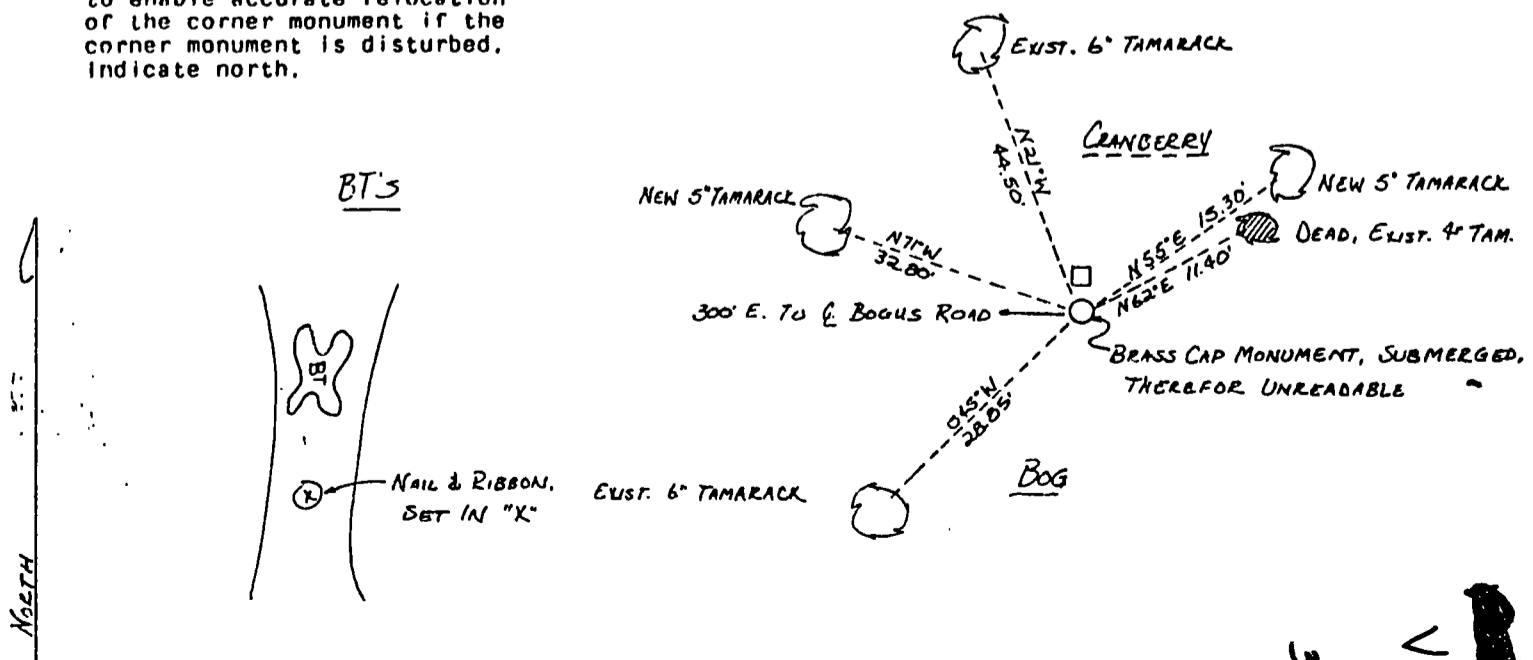 to enable accurate relocation
of the corner monument if the
corner monument is disturbed.
Indicate north.
EXIST. 6" TAMARACK
CRANBERRY
N21°W
44.50'
BT'S
NEW 5" TAMARACK
NEW 5" TAMARACK
N55°E 15.30'
DEAD, EXIST. 4" TAM.
N62°E 11.40'
N71°W
32.80'
300' E. TO ℄ BOGUS ROAD
BRASS CAP MONUMENT, SUBMERGED,
THEREFOR UNREADABLE
BT
S45°W
28.85'
BOG
NAIL & RIBBON,
SET IN "X"
X
EXIST. 6" TAMARACK
NORTH